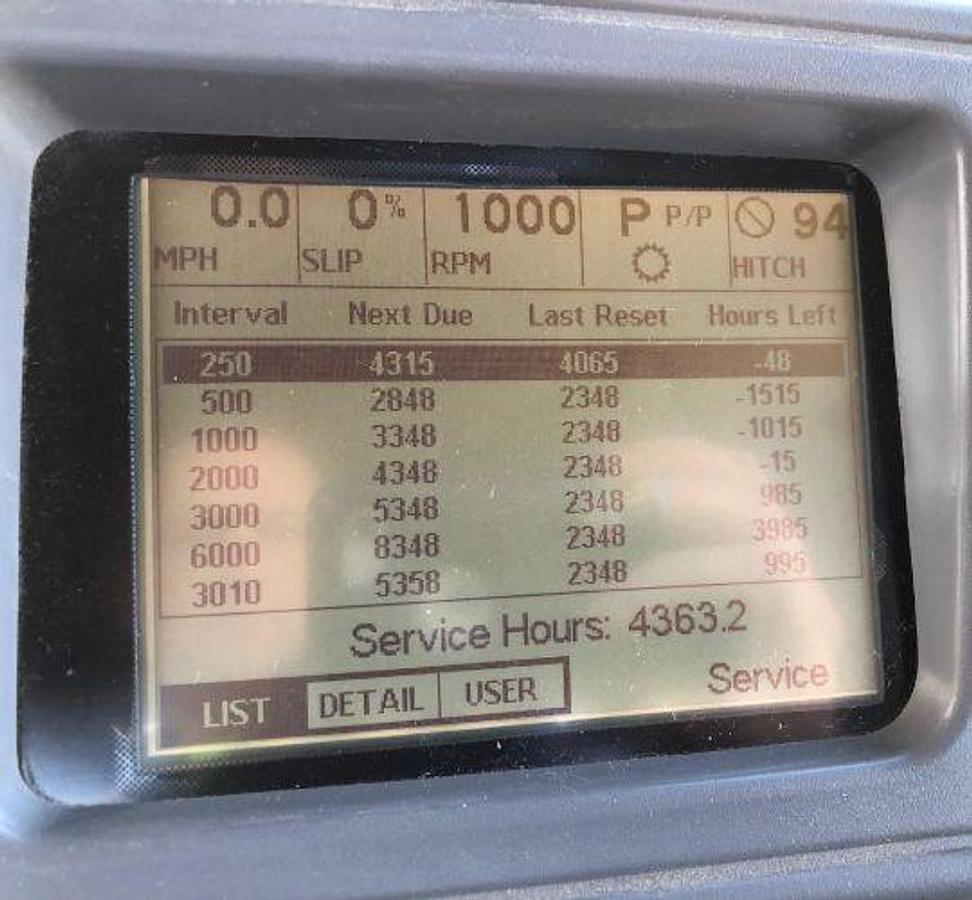 0.0 0% 1000 P P/P 94
MPH SLIP RPM HITCH
Interval Next Due Last Reset Hours Left
250 4315 4065 -48
500 2848 2348 -1515
1000 3348 2348 -1015
2000 4348 2348 -15
3000 5348 2348 985
6000 8348 2348 3985
3010 5358 2348 995
Service Hours: 4363.2
Service
LIST DETAIL USER